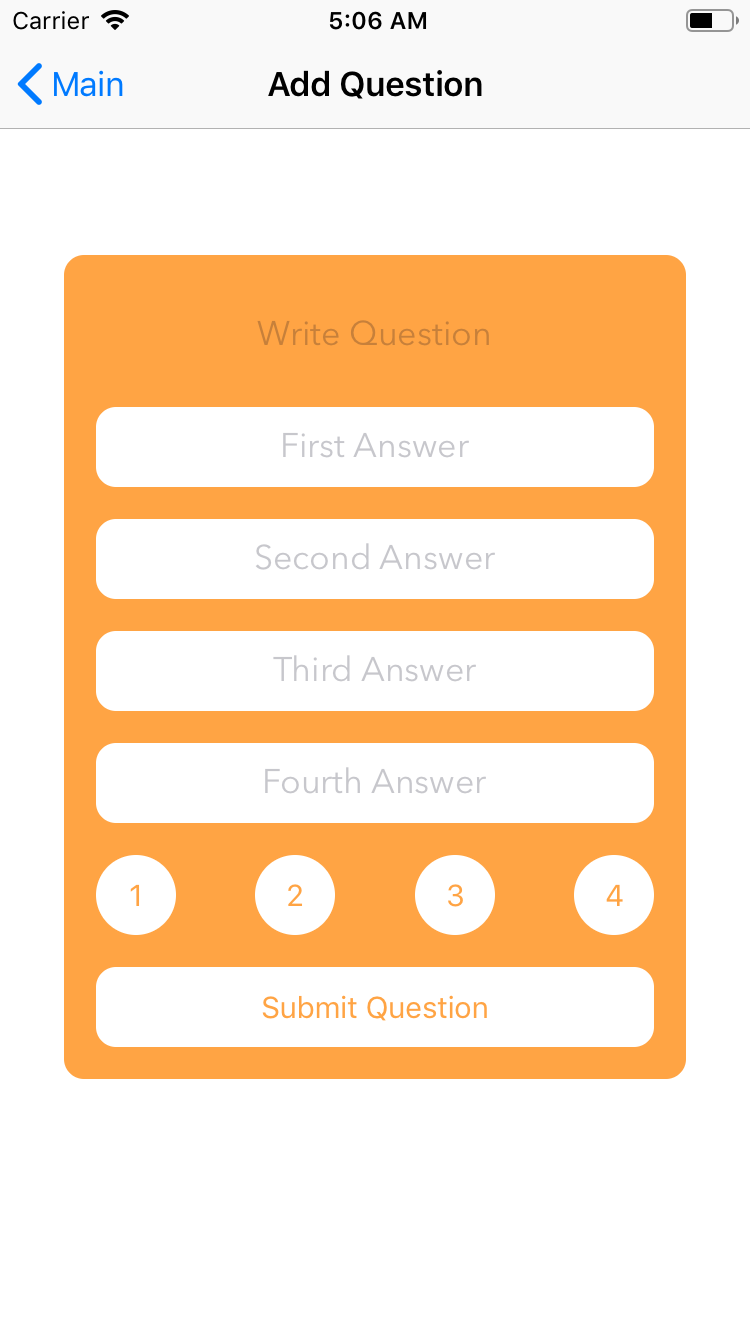 Carrier 5:06 AM
Main Add Question
Write Question
First Answer
Second Answer
Third Answer
Fourth Answer
1 2 3 4
Submit Question